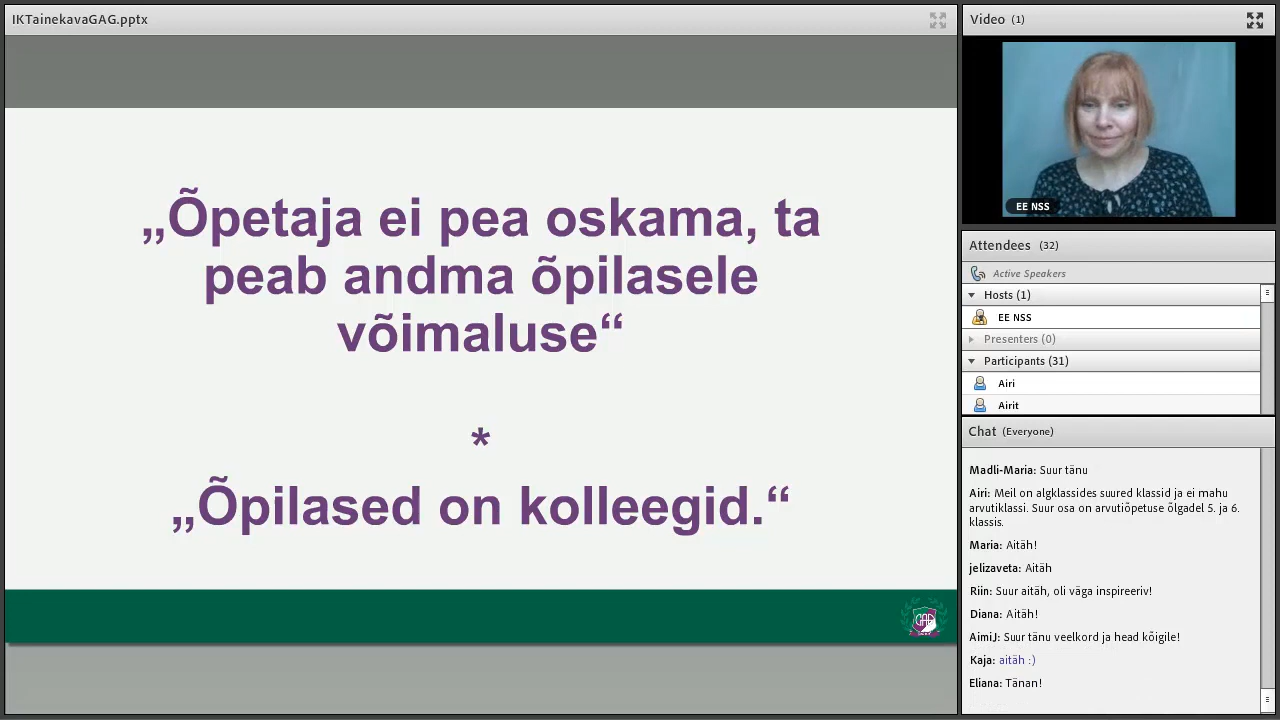 IKTainekavaGAG.pptx
„Õpetaja ei pea oskama, ta
peab andma õpilasele
võimaluse“
*
„Õpilased on kolleegid.“
Video (1)
EE NSS
Attendees (32)
Active Speakers
Hosts (1)
EE NSS
Presenters (0)
Participants (31)
Airi
Airit
Chat (Everyone)
Madli-Maria: Suur tänu
Airi: Meil on algklassides suured klassid ja ei mahu
arvutiklassi. Suur osa on arvutiõpetuse õlgadel 5. ja 6.
klassis.
Maria: Aitäh!
jelizaveta: Aitäh
Riin: Suur aitäh, oli väga inspireeriv!
Diana: Aitäh!
AimiJ: Suur tänu veelkord ja head kõigile!
Kaja: aitäh :)
Eliana: Tänan!